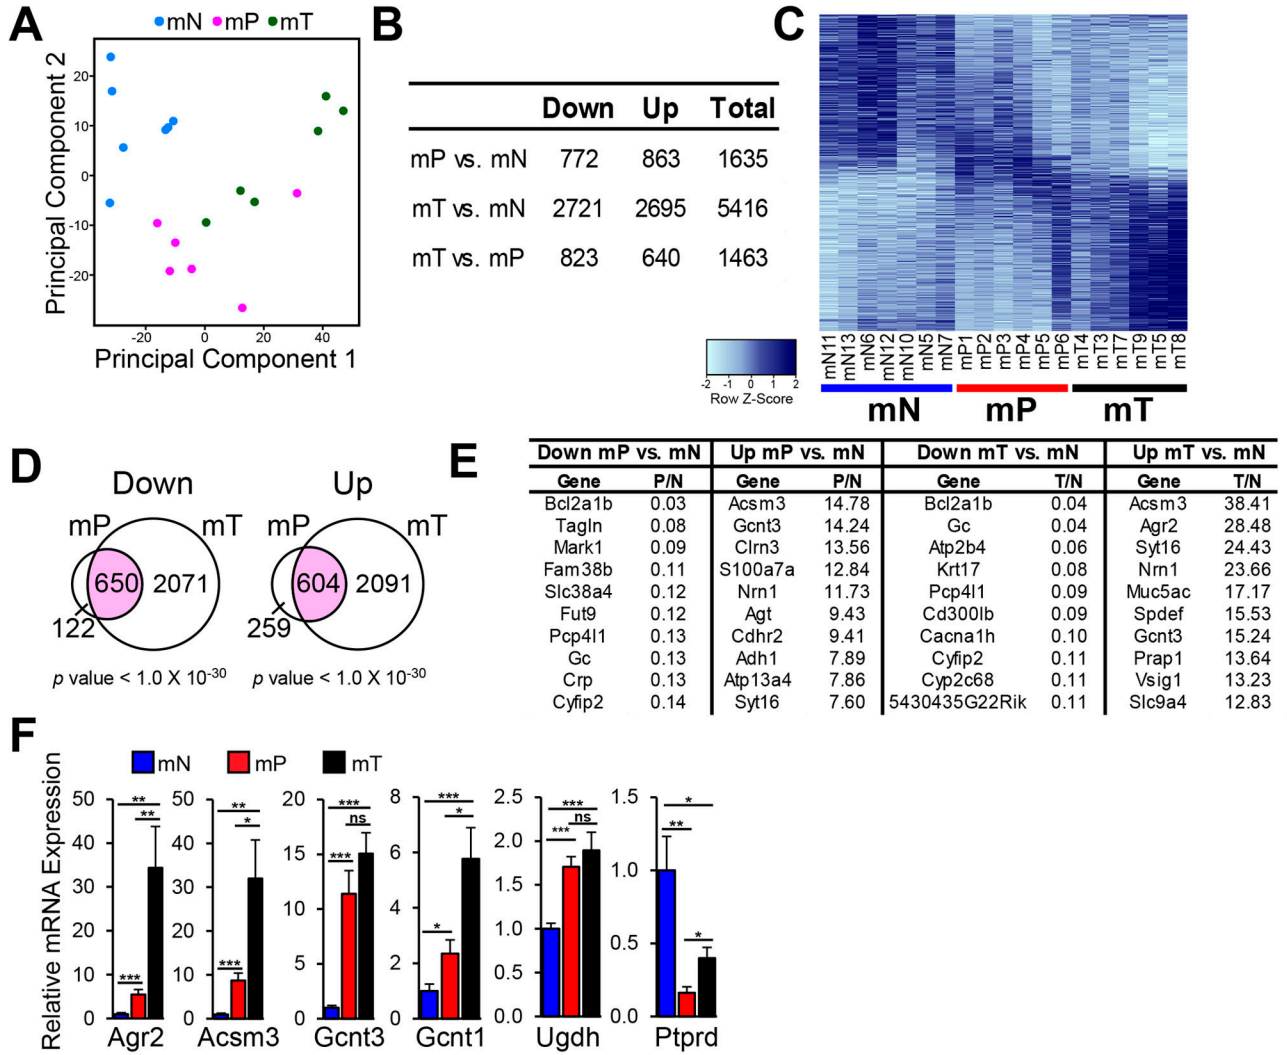 A
mN mP mT
Principal Component 2
20
10
0
-10
-20
-20 0 20 40
Principal Component 1
B
Down Up Total
mP vs. mN 772 863 1635
mT vs. mN 2721 2695 5416
mT vs. mP 823 640 1463
C
-2 -1 0 1 2
Row Z-Score
mN11 mN13 mN6 mN12 mN10 mN5 mN7 mP1 mP2 mP3 mP4 mP5 mP6 mT4 mT3 mT7 mT9 mT5 mT8
mN mP mT
D
Down Up
mP mT mP mT
650 2071 604 2091
122 259
p value < 1.0 X 10-30 p value < 1.0 X 10-30
E
Down mP vs. mN Up mP vs. mN Down mT vs. mN Up mT vs. mN
Gene P/N Gene P/N Gene T/N Gene T/N
Bcl2a1b 0.03 Acsm3 14.78 Bcl2a1b 0.04 Acsm3 38.41
Tagln 0.08 Gcnt3 14.24 Gc 0.04 Agr2 28.48
Mark1 0.09 Clrn3 13.56 Atp2b4 0.06 Syt16 24.43
Fam38b 0.11 S100a7a 12.84 Krt17 0.08 Nrn1 23.66
Slc38a4 0.12 Nrn1 11.73 Pcp4l1 0.09 Muc5ac 17.17
Fut9 0.12 Agt 9.43 Cd300lb 0.09 Spdef 15.53
Pcp4l1 0.13 Cdhr2 9.41 Cacna1h 0.10 Gcnt3 15.24
Gc 0.13 Adh1 7.89 Cyfip2 0.11 Prap1 13.64
Crp 0.13 Atp13a4 7.86 Cyp2c68 0.11 Vsig1 13.23
Cyfip2 0.14 Syt16 7.60 5430435G22Rik 0.11 Slc9a4 12.83
F
mN mP mT
Relative mRNA Expression
50
40
30
20
10
0
** ** ***
Agr2
50
40
30
20
10
0
** * ***
Acsm3
20
15
10
5
0
*** ns ***
Gcnt3
8
6
4
2
0
*** * *
Gcnt1
2.5
2.0
1.5
1.0
0.5
0.0
*** ns ***
Ugdh
1.5
1.0
0.5
0.0
* ** *
Ptprd